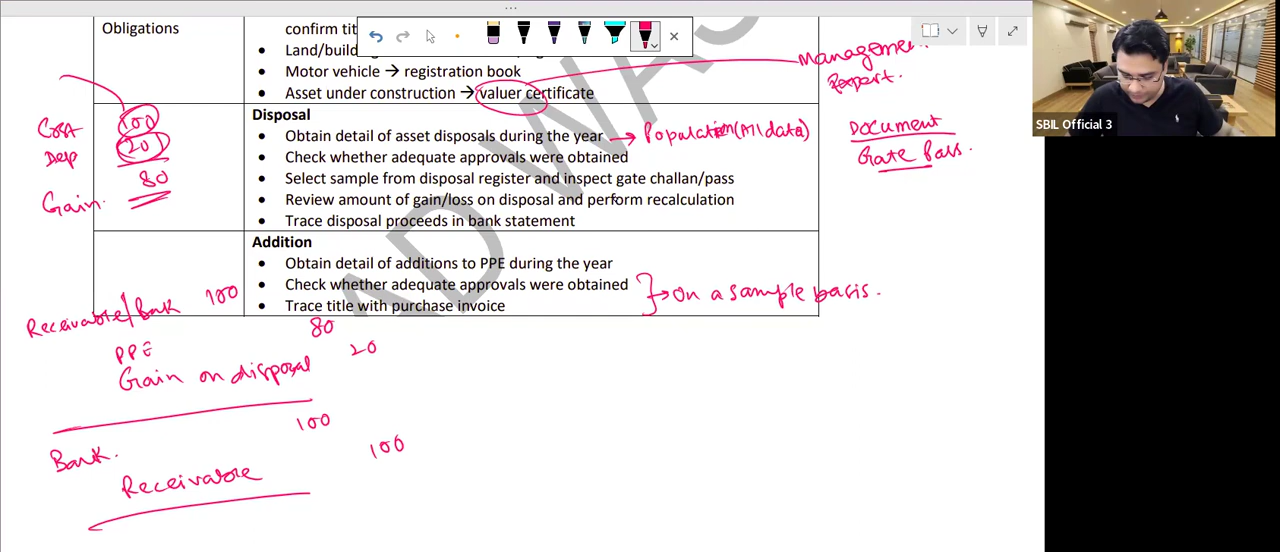 Obligations
confirm tit
Land/build
Motor vehicle → registration book
Asset under construction → valuer certificate
Management
Expert.
Disposal
Obtain detail of asset disposals during the year → Population (All data)
Check whether adequate approvals were obtained
Select sample from disposal register and inspect gate challan/pass
Review amount of gain/loss on disposal and perform recalculation
Trace disposal proceeds in bank statement
Document
Gate Pass.
Cost 100
Dep (20)
80
Gain.
Addition
Obtain detail of additions to PPE during the year
Check whether adequate approvals were obtained
Trace title with purchase invoice
→ On a sample basis.
Receivable/Bank 100
PPE 80
Gain on disposal 20
Bank. 100
Receivable 100
AD WAS
SBIL Official 3